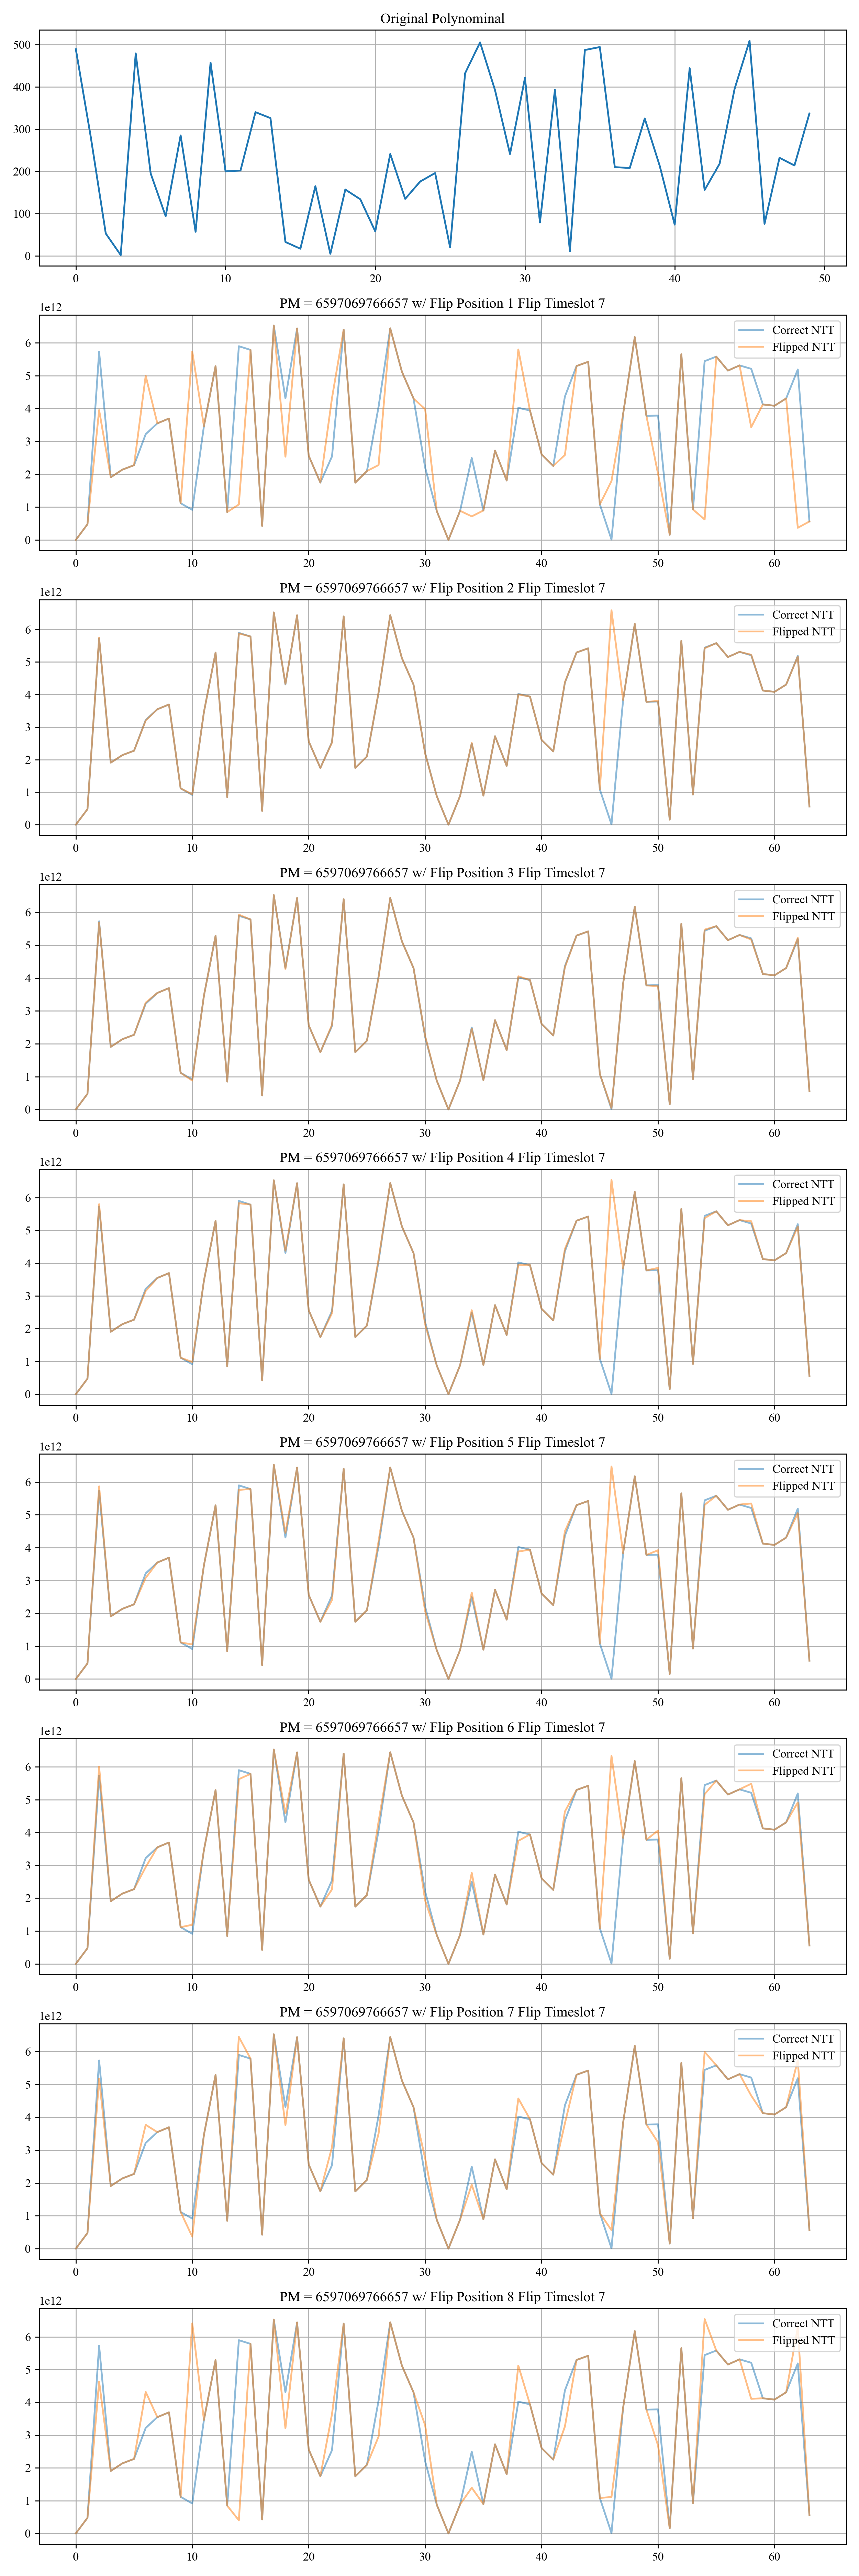 Original Polynominal
500
400
300
200
100
0
0 10 20 30 40 50
1e12
PM = 6597069766657 w/ Flip Position 1 Flip Timeslot 7
Correct NTT
Flipped NTT
6
5
4
3
2
1
0
0 10 20 30 40 50 60
1e12
PM = 6597069766657 w/ Flip Position 2 Flip Timeslot 7
Correct NTT
Flipped NTT
6
5
4
3
2
1
0
0 10 20 30 40 50 60
1e12
PM = 6597069766657 w/ Flip Position 3 Flip Timeslot 7
Correct NTT
Flipped NTT
6
5
4
3
2
1
0
0 10 20 30 40 50 60
1e12
PM = 6597069766657 w/ Flip Position 4 Flip Timeslot 7
Correct NTT
Flipped NTT
6
5
4
3
2
1
0
0 10 20 30 40 50 60
1e12
PM = 6597069766657 w/ Flip Position 5 Flip Timeslot 7
Correct NTT
Flipped NTT
6
5
4
3
2
1
0
0 10 20 30 40 50 60
1e12
PM = 6597069766657 w/ Flip Position 6 Flip Timeslot 7
Correct NTT
Flipped NTT
6
5
4
3
2
1
0
0 10 20 30 40 50 60
1e12
PM = 6597069766657 w/ Flip Position 7 Flip Timeslot 7
Correct NTT
Flipped NTT
6
5
4
3
2
1
0
0 10 20 30 40 50 60
1e12
PM = 6597069766657 w/ Flip Position 8 Flip Timeslot 7
Correct NTT
Flipped NTT
6
5
4
3
2
1
0
0 10 20 30 40 50 60